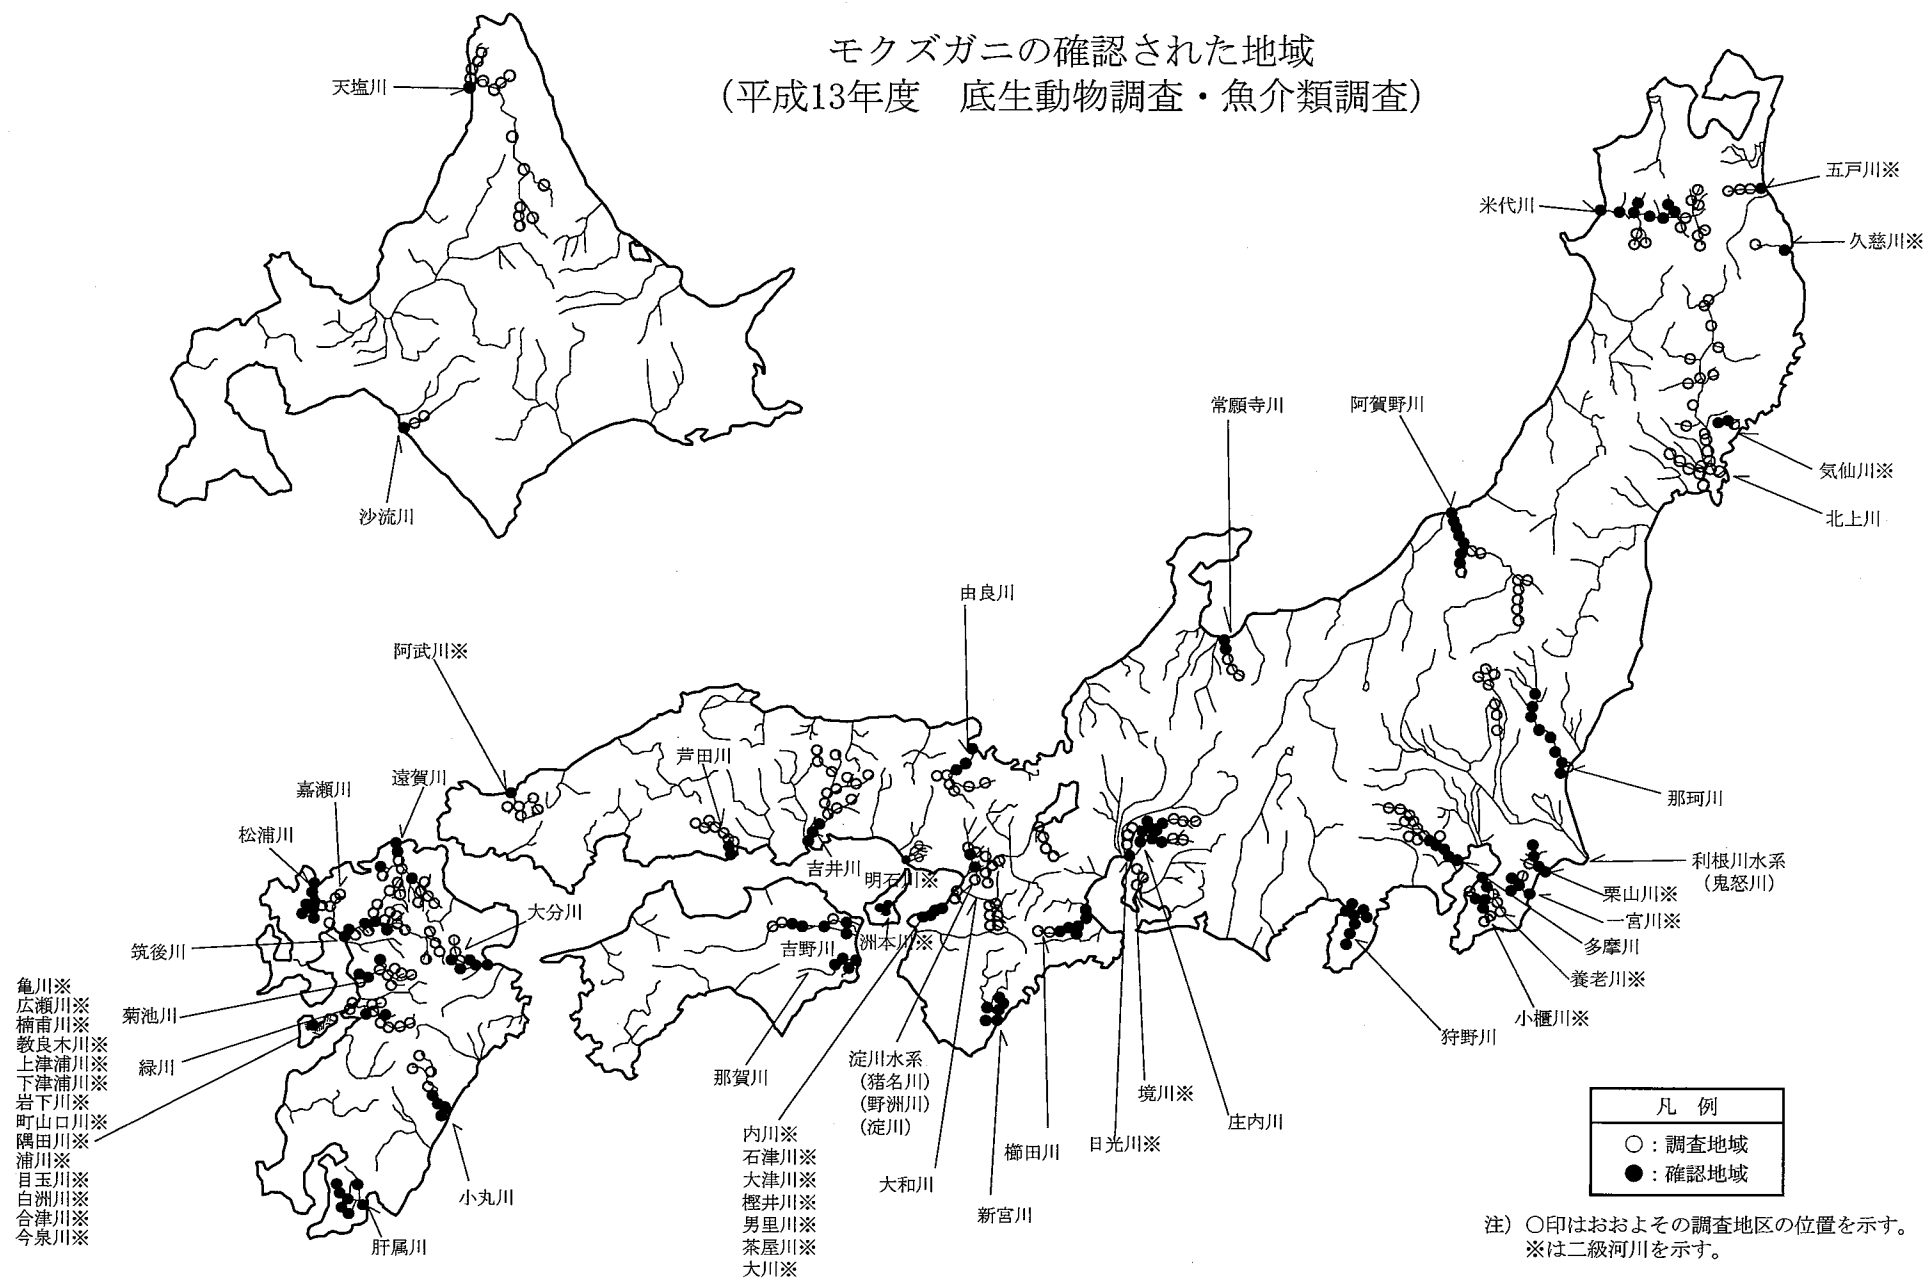 モクズガニの確認された地域
（平成13年度　底生動物調査・魚介類調査）
天塩川
沙流川
五戸川※
米代川
久慈川※
気仙川※
北上川
常願寺川
阿賀野川
由良川
阿武川※
芦田川
遠賀川
嘉瀬川
松浦川
吉井川
明石川※
大分川
筑後川
吉野川
洲本川※
那珂川
利根川水系
（鬼怒川）
栗山川※
一宮川※
多摩川
養老川※
小櫃川※
狩野川
菊池川
緑川
亀川※
広瀬川※
楠甫川※
教良木川※
上津浦川※
下津浦川※
岩下川※
町山口川※
隅田川※
浦川※
目玉川※
白洲川※
合津川※
今泉川※
那賀川
淀川水系
（猪名川）
（野洲川）
（淀川）
境川※
庄内川
日光川※
櫛田川
大和川
新宮川
内川※
石津川※
大津川※
樫井川※
男里川※
茶屋川※
大川※
小丸川
肝属川
凡　例
○：調査地域
●：確認地域
注）○印はおおよその調査地区の位置を示す。
※は二級河川を示す。